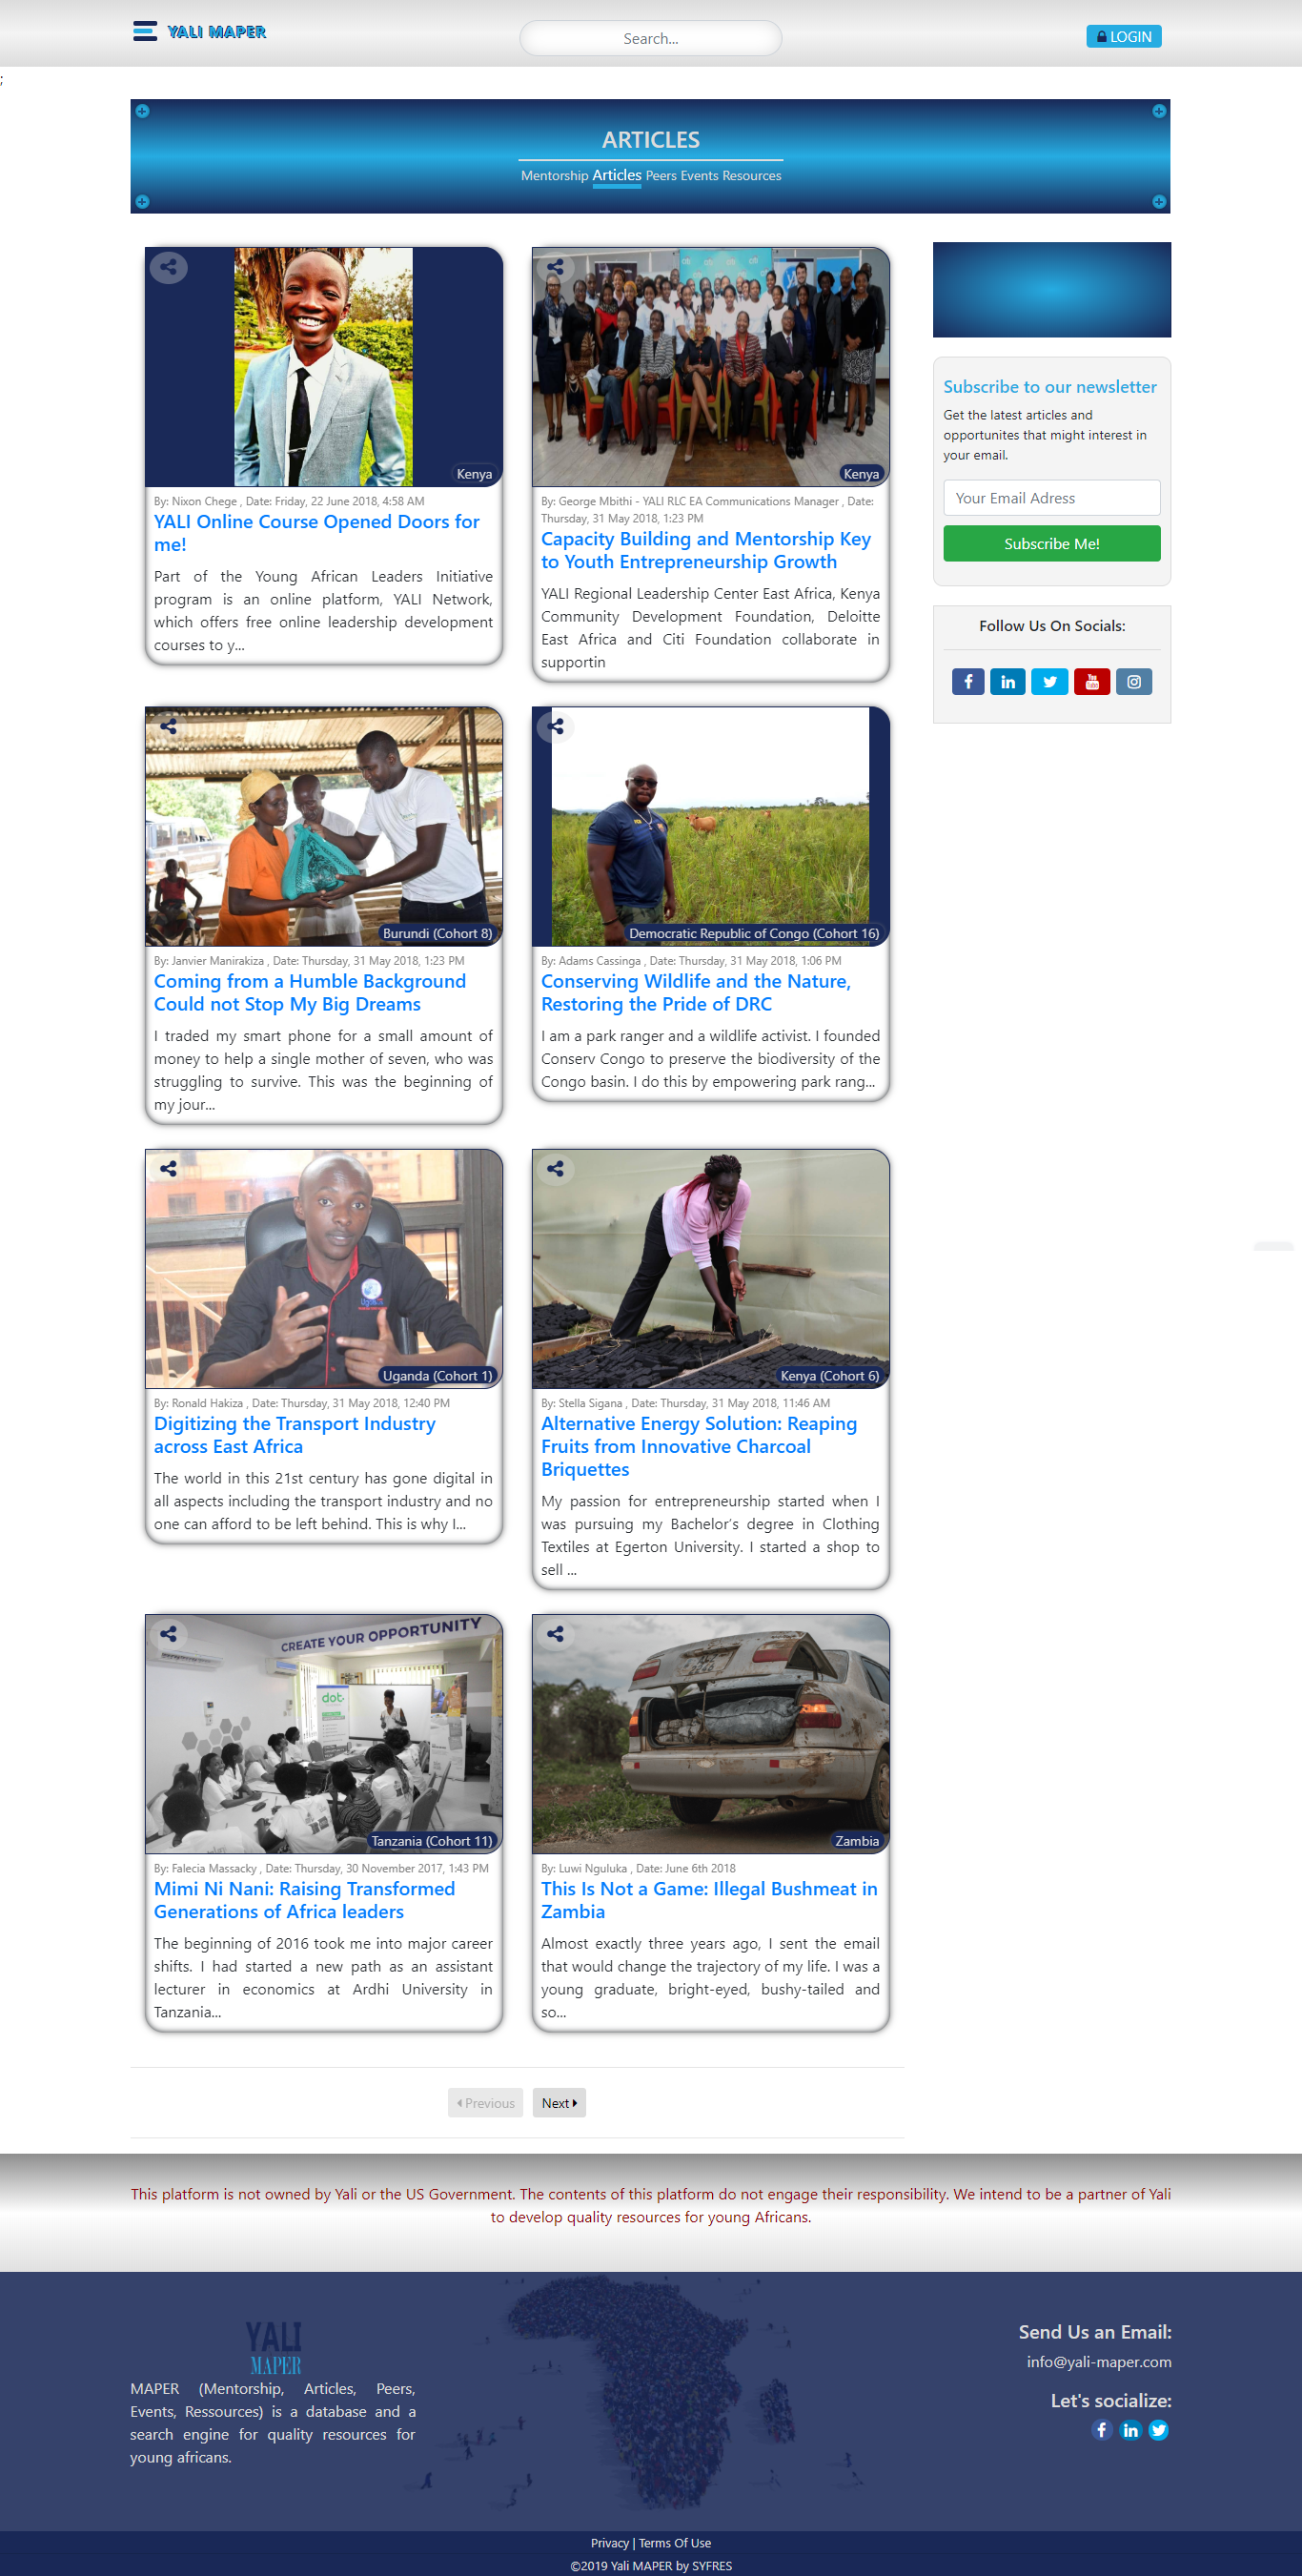 YALI MAPER
Search...
LOGIN
;
ARTICLES
Mentorship Articles Peers Events Resources
Kenya
By: Nixon Chege , Date: Friday, 22 June 2018, 4:58 AM
YALI Online Course Opened Doors for
me!
Part of the Young African Leaders Initiative
program is an online platform, YALI Network,
which offers free online leadership development
courses to y...
citi
Kenya
By: George Mbithi - YALI RLC EA Communications Manager , Date:
Thursday, 31 May 2018, 1:23 PM
Capacity Building and Mentorship Key
to Youth Entrepreneurship Growth
YALI Regional Leadership Center East Africa, Kenya
Community Development Foundation, Deloitte
East Africa and Citi Foundation collaborate in
supportin
Subscribe to our newsletter
Get the latest articles and
opportunites that might interest in
your email.
Your Email Adress
Subscribe Me!
Follow Us On Socials:
Burundi (Cohort 8)
By: Janvier Manirakiza , Date: Thursday, 31 May 2018, 1:23 PM
Coming from a Humble Background
Could not Stop My Big Dreams
I traded my smart phone for a small amount of
money to help a single mother of seven, who was
struggling to survive. This was the beginning of
my jour...
Democratic Republic of Congo (Cohort 16)
By: Adams Cassinga , Date: Thursday, 31 May 2018, 1:06 PM
Conserving Wildlife and the Nature,
Restoring the Pride of DRC
I am a park ranger and a wildlife activist. I founded
Conserv Congo to preserve the biodiversity of the
Congo basin. I do this by empowering park rang...
Uganda (Cohort 1)
By: Ronald Hakiza , Date: Thursday, 31 May 2018, 12:40 PM
Digitizing the Transport Industry
across East Africa
The world in this 21st century has gone digital in
all aspects including the transport industry and no
one can afford to be left behind. This is why I...
Kenya (Cohort 6)
By: Stella Sigana , Date: Thursday, 31 May 2018, 11:46 AM
Alternative Energy Solution: Reaping
Fruits from Innovative Charcoal
Briquettes
My passion for entrepreneurship started when I
was pursuing my Bachelor's degree in Clothing
Textiles at Egerton University. I started a shop to
sell ...
CREATE YOUR OPPORTUNITY
dot.
Tanzania (Cohort 11)
By: Falecia Massacky , Date: Thursday, 30 November 2017, 1:43 PM
Mimi Ni Nani: Raising Transformed
Generations of Africa leaders
The beginning of 2016 took me into major career
shifts. I had started a new path as an assistant
lecturer in economics at Ardhi University in
Tanzania...
Zambia
By: Luwi Nguluka , Date: June 6th 2018
This Is Not a Game: Illegal Bushmeat in
Zambia
Almost exactly three years ago, I sent the email
that would change the trajectory of my life. I was a
young graduate, bright-eyed, bushy-tailed and
so...
Previous
Next
This platform is not owned by Yali or the US Government. The contents of this platform do not engage their responsibility. We intend to be a partner of Yali
to develop quality resources for young Africans.
YALI
MAPER
MAPER (Mentorship, Articles, Peers,
Events, Ressources) is a database and a
search engine for quality resources for
young africans.
Send Us an Email:
info@yali-maper.com
Let's socialize:
Privacy | Terms Of Use
©2019 Yali MAPER by SYFRES